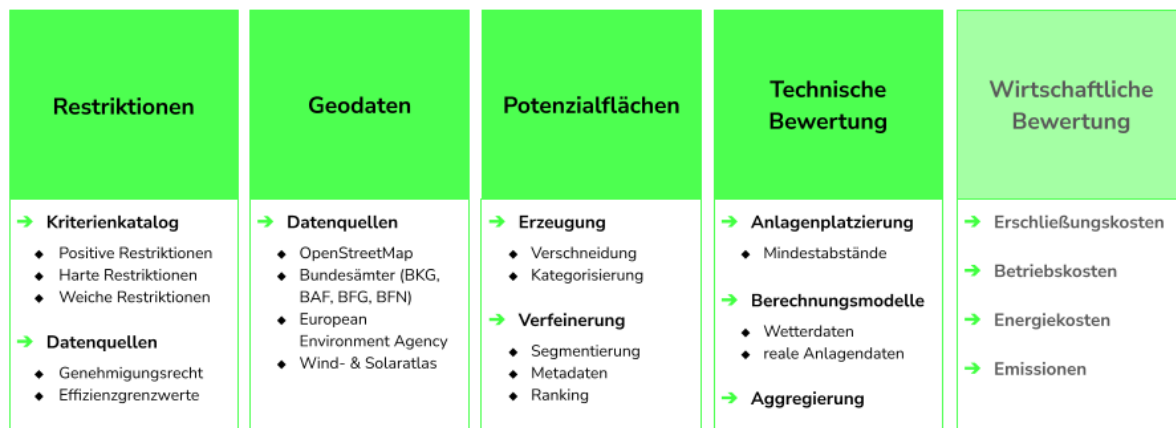 Restriktionen
➔ Kriterienkatalog
◆ Positive Restriktionen
◆ Harte Restriktionen
◆ Weiche Restriktionen
➔ Datenquellen
◆ Genehmigungsrecht
◆ Effizienzgrenzwerte
Geodaten
➔ Datenquellen
◆ OpenStreetMap
◆ Bundesämter (BKG,
BAF, BFG, BFN)
◆ European
Environment Agency
◆ Wind- & Solaratlas
Potenzialflächen
➔ Erzeugung
◆ Verschneidung
◆ Kategorisierung
➔ Verfeinerung
◆ Segmentierung
◆ Metadaten
◆ Ranking
Technische
Bewertung
➔ Anlagenplatzierung
◆ Mindestabstände
➔ Berechnungsmodelle
◆ Wetterdaten
◆ reale Anlagendaten
➔ Aggregierung
Wirtschaftliche
Bewertung
➔ Erschließungskosten
➔ Betriebskosten
➔ Energiekosten
➔ Emissionen